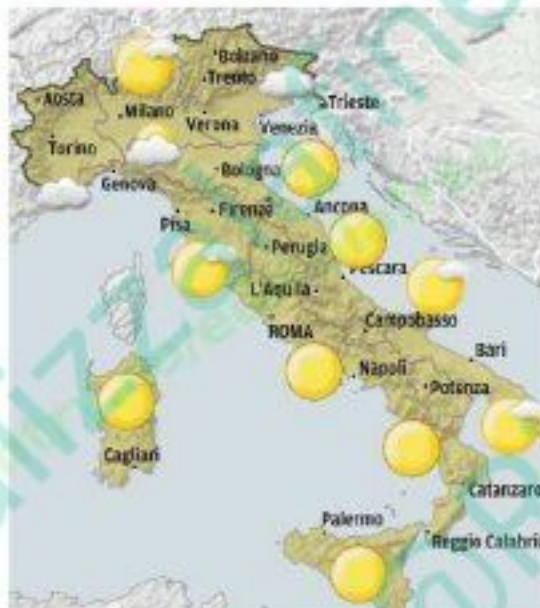 Bolzano
Trento
Aosta
Milano
Trieste
Verona
Venezia
Torino
Bologna
Genova
Firenze
Ancona
Pisa
Perugia
Pescara
L'Aquila
ROMA
Campobasso
Bari
Napoli
Potenza
Cagliari
Catanzaro
Palermo
Reggio Calabri